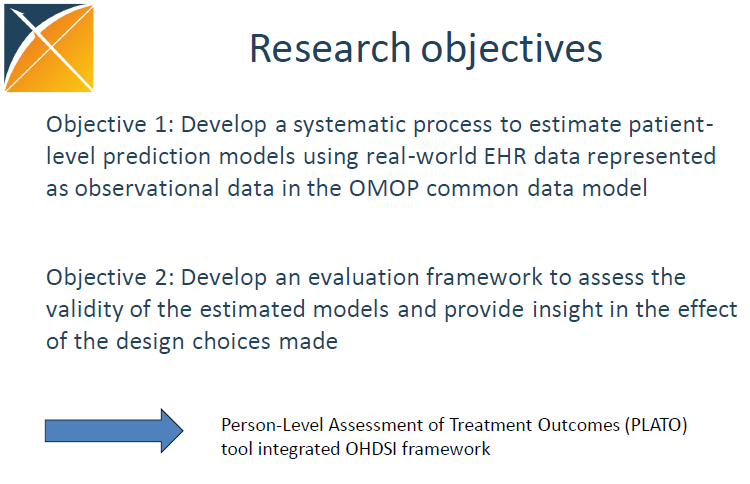 Research objectives
Objective 1: Develop a systematic process to estimate patient-
level prediction models using real-world EHR data represented
as observational data in the OMOP common data model
Objective 2: Develop an evaluation framework to assess the
validity of the estimated models and provide insight in the effect
of the design choices made
Person-Level Assessment of Treatment Outcomes (PLATO)
tool integrated OHDSI framework